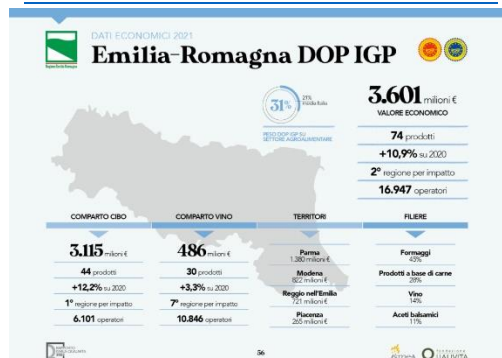 DATI ECONOMICI 2021
Emilia-Romagna DOP IGP
31%
21%
media Italia
PESO DOP IGP SU
SETTORE AGROALIMENTARE
3.601 milioni €
VALORE ECONOMICO
74 prodotti
+10,9% su 2020
2° regione per impatto
16.947 operatori
COMPARTO CIBO
3.115 milioni €
44 prodotti
+12,2% su 2020
1° regione per impatto
6.101 operatori
COMPARTO VINO
486 milioni €
30 prodotti
+3,3% su 2020
7° regione per impatto
10.846 operatori
TERRITORI
Parma
1.380 milioni €
Modena
822 milioni €
Reggio nell'Emilia
721 milioni €
Piacenza
265 milioni €
FILIERE
Formaggi
45%
Prodotti a base di carne
28%
Vino
14%
Aceti balsamici
11%
56
ismea
QUALIVITA